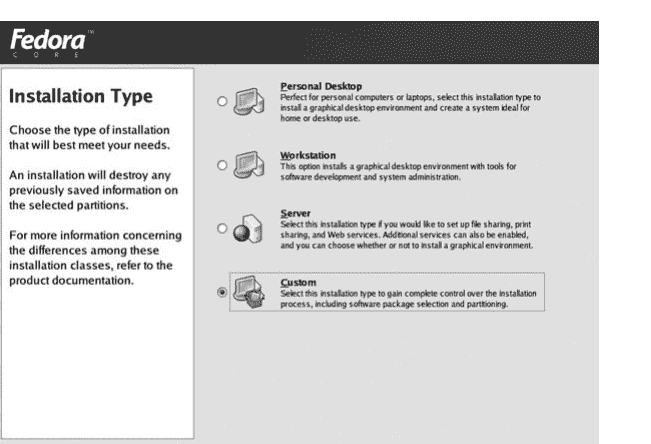 Fedora™
CORE
Installation Type
Choose the type of installation
that will best meet your needs.
An installation will destroy any
previously saved information on
the selected partitions.
For more information concerning
the differences among these
installation classes, refer to the
product documentation.
Personal Desktop
Perfect for personal computers or laptops, select this installation type to
install a graphical desktop environment and create a system ideal for
home or desktop use.
Workstation
This option installs a graphical desktop environment with tools for
software development and system administration.
Server
Select this installation type if you would like to set up file sharing, print
sharing, and Web services. Additional services can also be enabled,
and you can choose whether or not to install a graphical environment.
Custom
Select this installation type to gain complete control over the installation
process, including software package selection and partitioning.